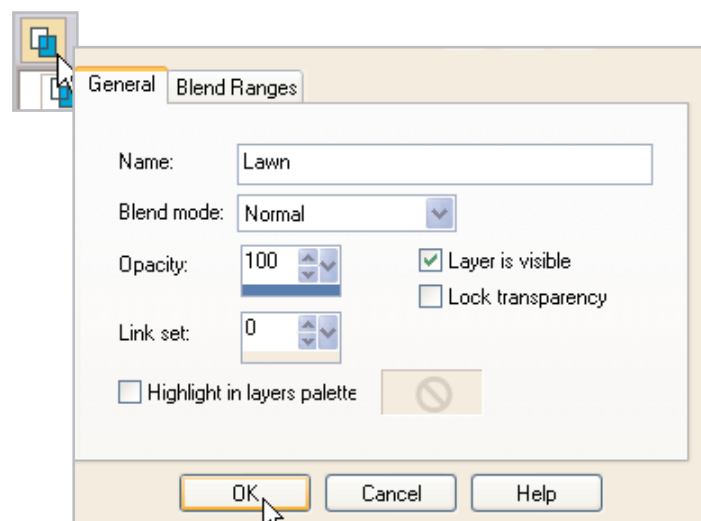 General Blend Ranges
Name: Lawn
Blend mode: Normal
Opacity: 100 Layer is visible
Lock transparency
Link set: 0
Highlight in layers palette
OK Cancel Help